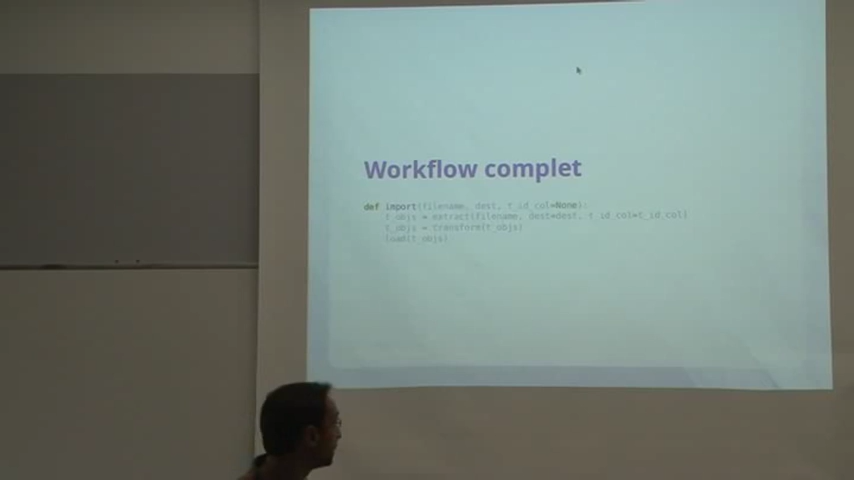 Workflow complet
def import(filename, dest, t_id_col=None):
t_objs = extract(filename, dest=dest, t_id_col=t_id_col)
t_objs = transform(t_objs)
load(t_objs)